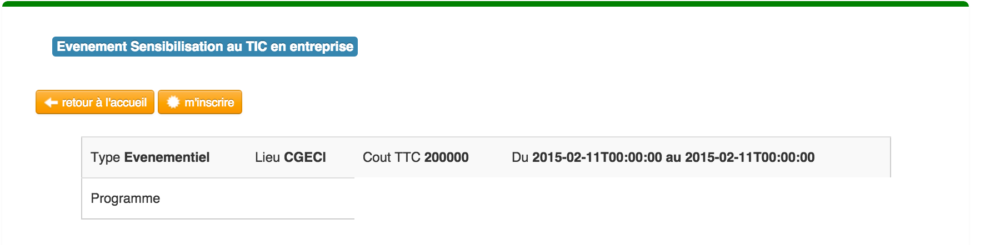 Evenement Sensibilisation au TIC en entreprise
retour à l'accueil m'inscrire
Type Evenementiel Lieu CGECI Cout TTC 200000 Du 2015-02-11T00:00:00 au 2015-02-11T00:00:00
Programme